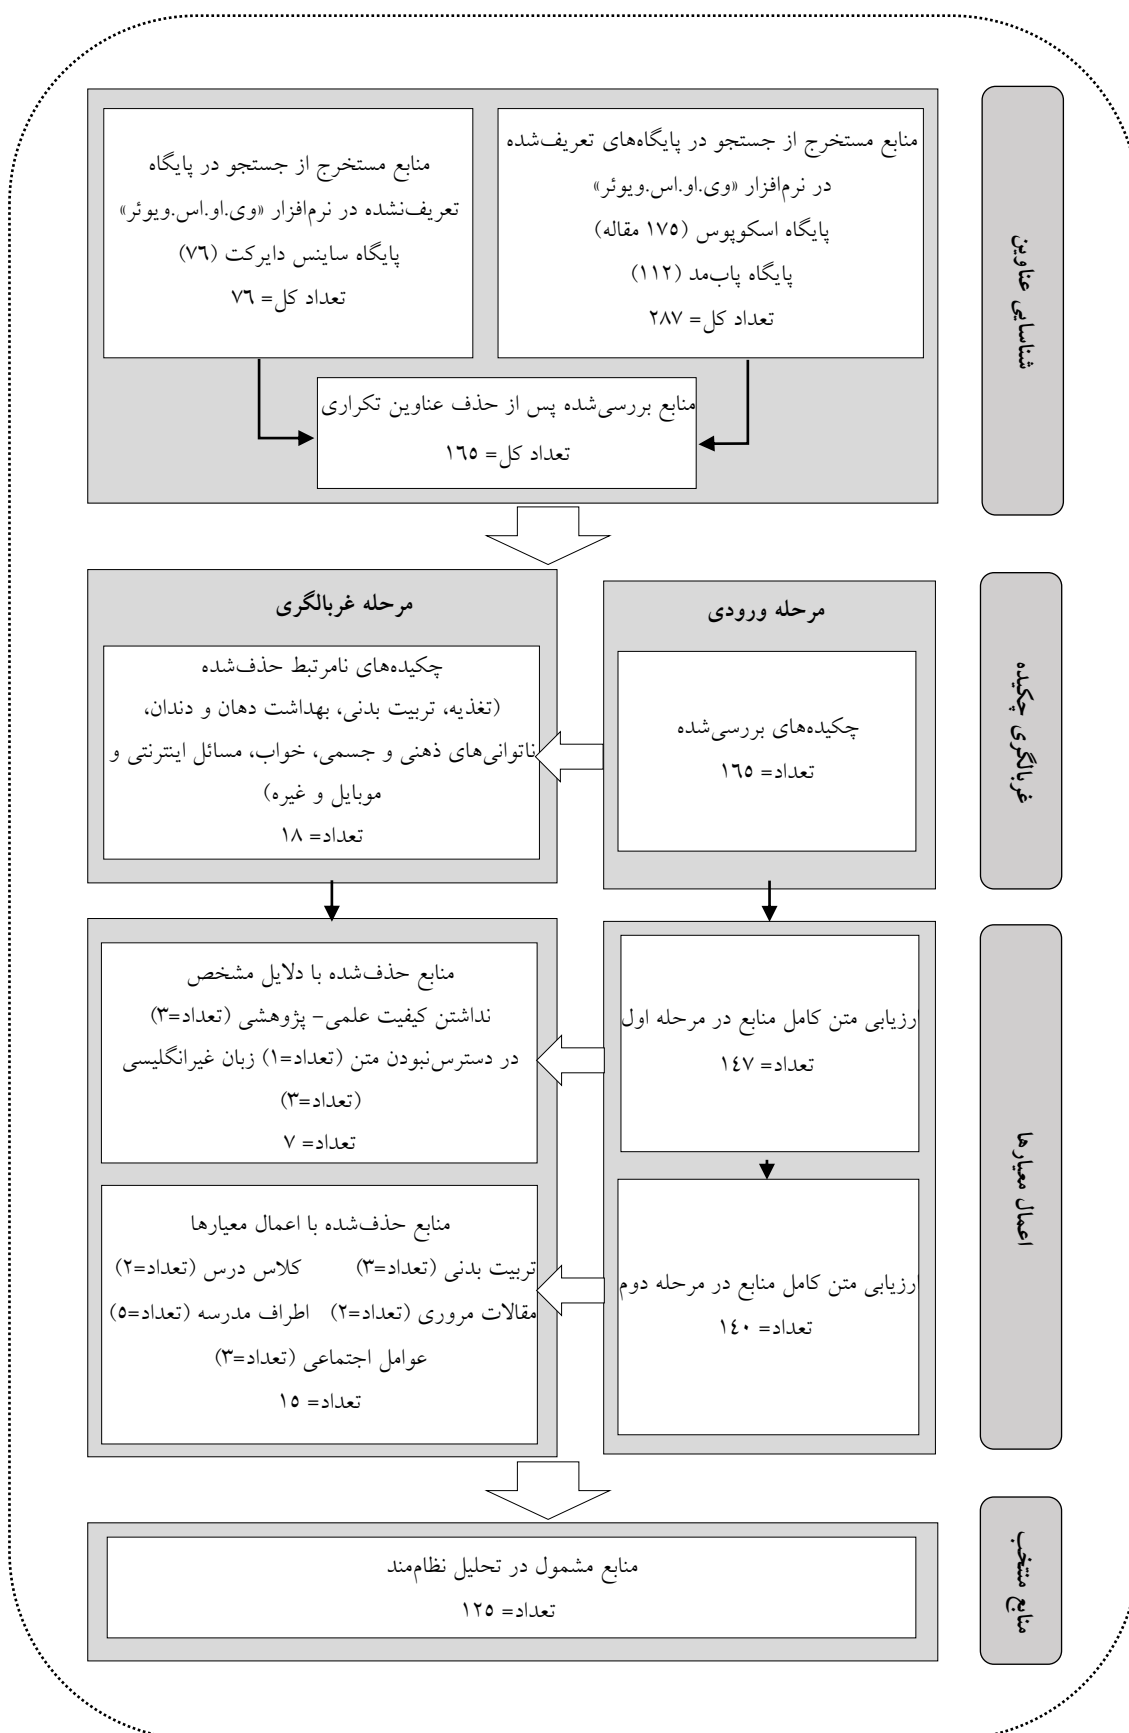 شناسایی عناوین
منابع مستخرج از جستجو در پایگاه‌های تعریف‌شده
در نرم‌افزار «وی.او.اس.ویوئر»
پایگاه اسکوپوس (۱۷۵ مقاله)
پایگاه پاب‌مد (۱۱۲)
تعداد کل= ۲۸۷
منابع مستخرج از جستجو در پایگاه
تعریف‌نشده در نرم‌افزار «وی.او.اس.ویوئر»
پایگاه ساینس دایرکت (۷۶)
تعداد کل= ۷۶
منابع بررسی‌شده پس از حذف عناوین تکراری
تعداد کل= ۱۶۵
غربالگری چکیده
مرحله ورودی
چکیده‌های بررسی‌شده
تعداد= ۱۶۵
مرحله غربالگری
چکیده‌های نامرتبط حذف‌شده
(تغذیه، تربیت بدنی، بهداشت دهان و دندان،
ناتوانی‌های ذهنی و جسمی، خواب، مسائل اینترنتی و
موبایل و غیره)
تعداد= ۱۸
اعمال معیارها
ارزیابی متن کامل منابع در مرحله اول
تعداد= ۱۴۷
منابع حذف‌شده با دلایل مشخص
نداشتن کیفیت علمی- پژوهشی (تعداد=۳)
در دسترس‌نبودن متن (تعداد=۱) زبان غیرانگلیسی
(تعداد=۳)
تعداد= ۷
ارزیابی متن کامل منابع در مرحله دوم
تعداد= ۱۴۰
منابع حذف‌شده با اعمال معیارها
تربیت بدنی (تعداد=۳) کلاس درس (تعداد=۲)
مقالات مروری (تعداد=۲) اطراف مدرسه (تعداد=۵)
عوامل اجتماعی (تعداد=۳)
تعداد= ۱۵
منابع منتخب
منابع مشمول در تحلیل نظام‌مند
تعداد= ۱۲۵